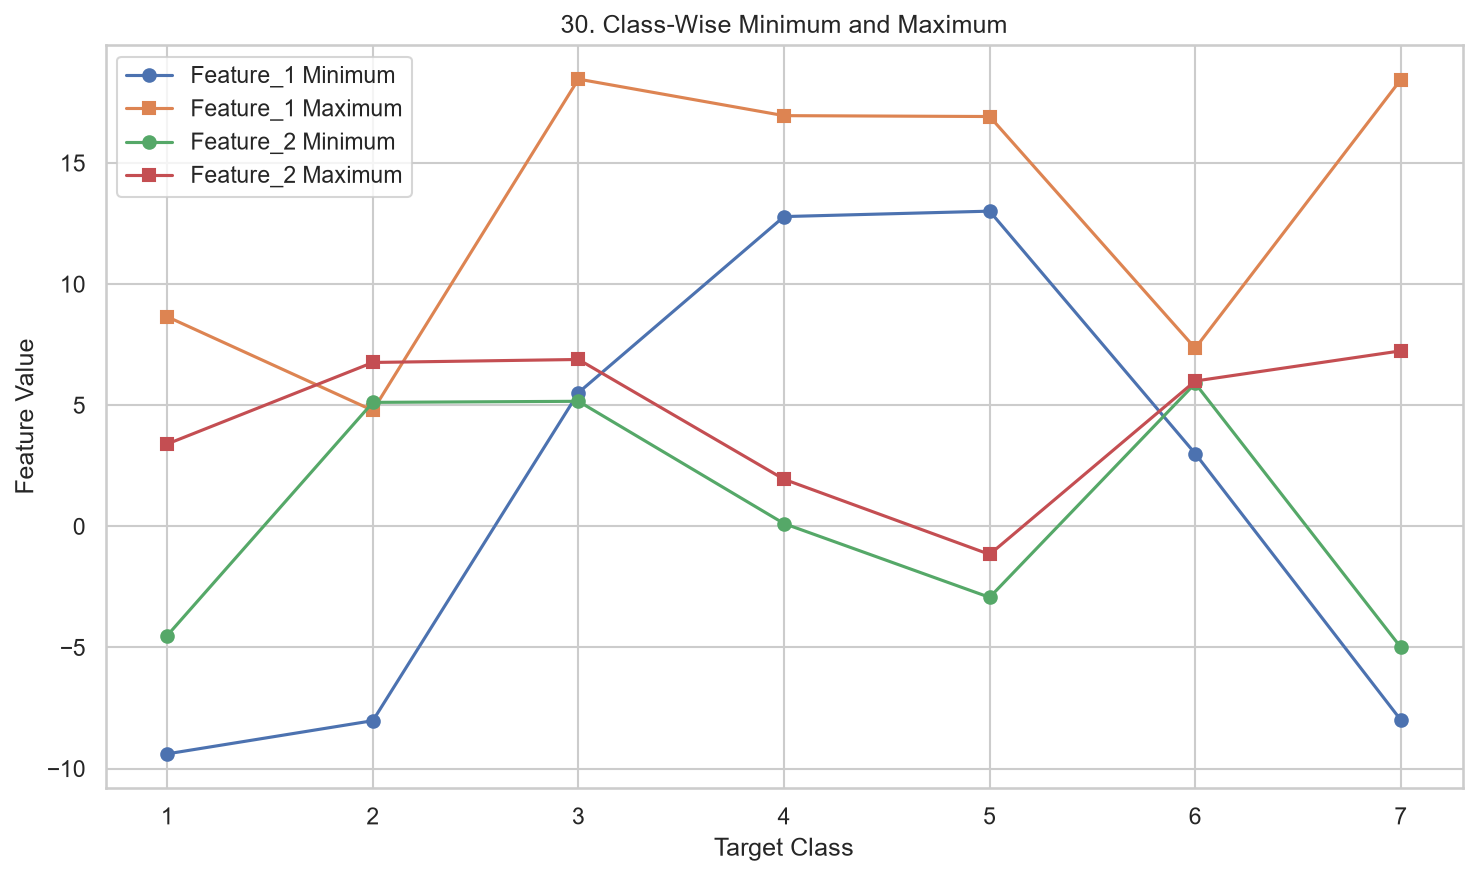 30. Class-Wise Minimum and Maximum
Feature_1 Minimum
Feature_1 Maximum
Feature_2 Minimum
Feature_2 Maximum
Feature Value
15
10
5
0
−5
−10
1 2 3 4 5 6 7
Target Class